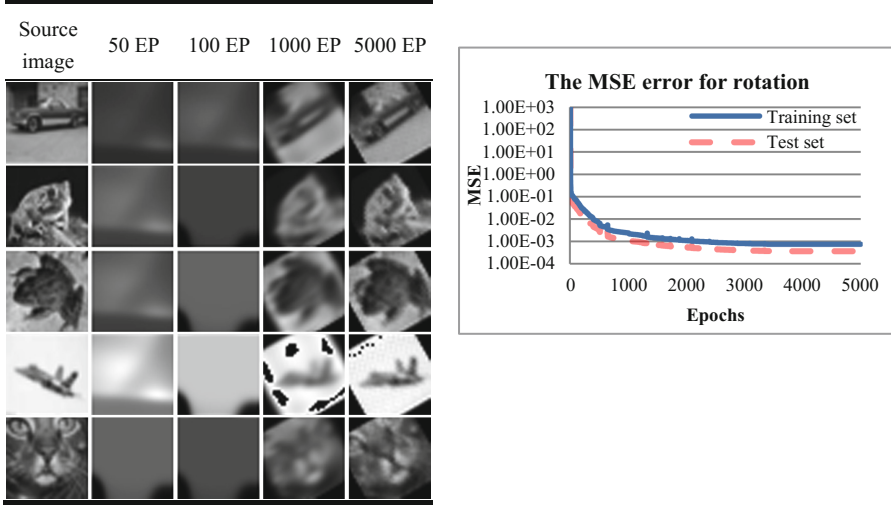 Source image 50 EP 100 EP 1000 EP 5000 EP
The MSE error for rotation
1.00E+03
1.00E+02
1.00E+01
1.00E+00
1.00E-01
1.00E-02
1.00E-03
1.00E-04
MSE
Training set
Test set
0 1000 2000 3000 4000 5000
Epochs